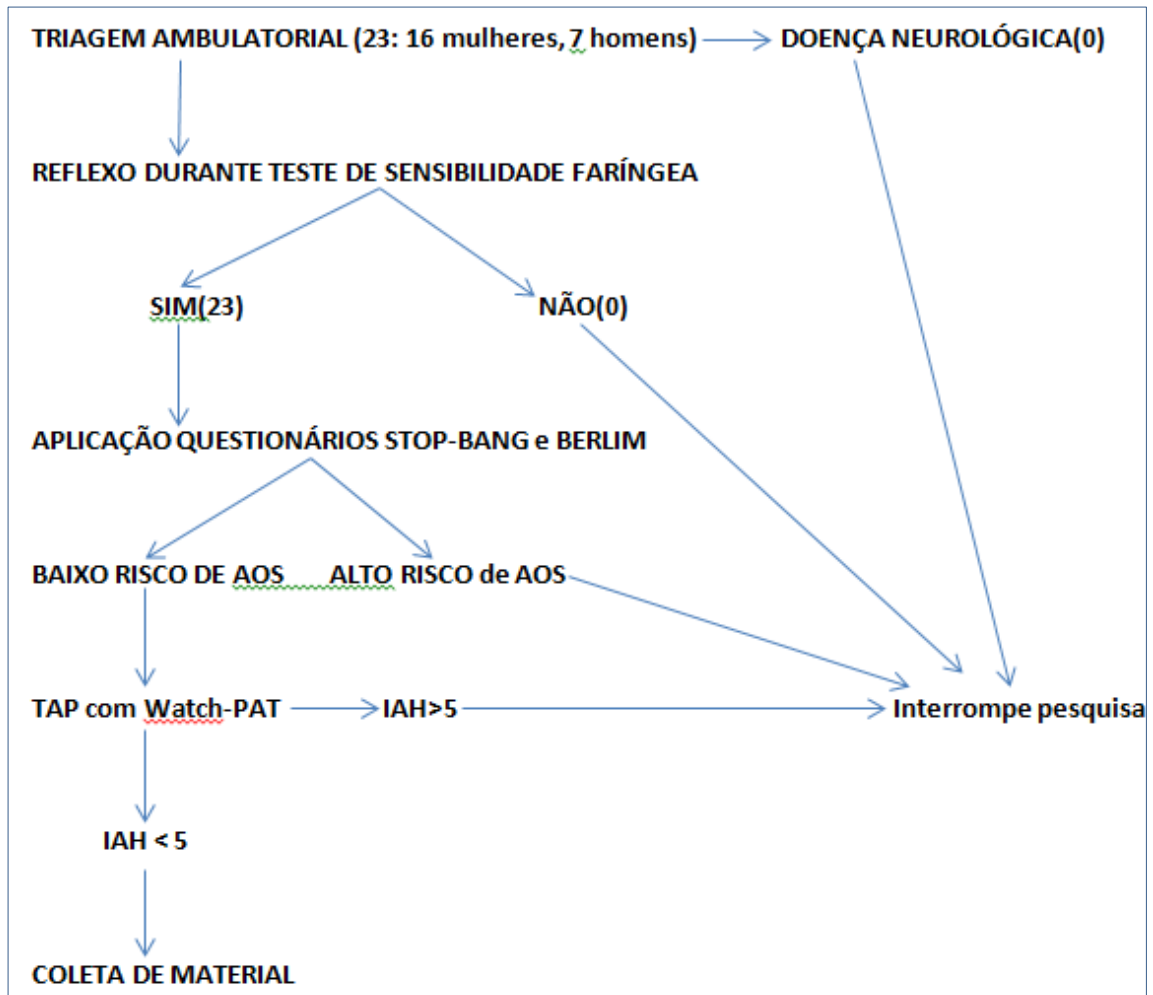 TRIAGEM AMBULATORIAL (23: 16 mulheres, 7 homens) DOENÇA NEUROLÓGICA(0)
REFLEXO DURANTE TESTE DE SENSIBILIDADE FARÍNGEA
SIM(23) NÃO(0)
APLICAÇÃO QUESTIONÁRIOS STOP-BANG e BERLIM
BAIXO RISCO DE AOS ALTO RISCO de AOS
TAP com Watch-PAT IAH>5 Interrompe pesquisa
IAH < 5
COLETA DE MATERIAL